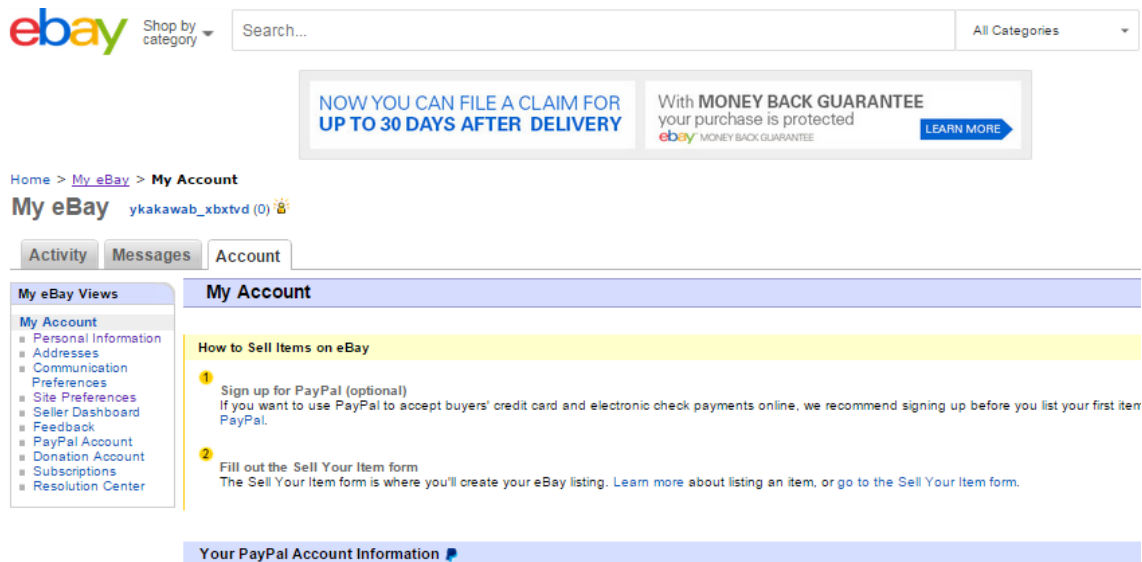 ebay
Shop by
category
Search...
All Categories
NOW YOU CAN FILE A CLAIM FOR
UP TO 30 DAYS AFTER DELIVERY
With MONEY BACK GUARANTEE
your purchase is protected
ebay MONEY BACK GUARANTEE
LEARN MORE
Home > My eBay > My Account
My eBay ykakawab_xbxtvd (0)
Activity Messages Account
My eBay Views
My Account
Personal Information
Addresses
Communication
Preferences
Site Preferences
Seller Dashboard
Feedback
PayPal Account
Donation Account
Subscriptions
Resolution Center
My Account
How to Sell Items on eBay
1
Sign up for PayPal (optional)
If you want to use PayPal to accept buyers' credit card and electronic check payments online, we recommend signing up before you list your first item
PayPal.
2
Fill out the Sell Your Item form
The Sell Your Item form is where you'll create your eBay listing. Learn more about listing an item, or go to the Sell Your Item form.
Your PayPal Account Information